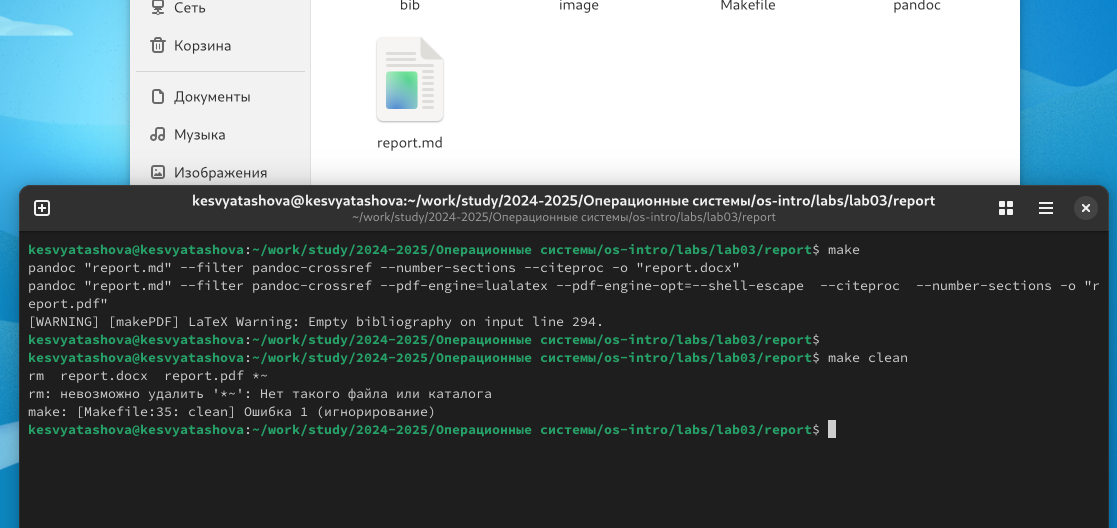 Сеть
bib image Makefile pandoc
Корзина
Документы
Музыка
report.md
Изображения
kesvyatashova@kesvyatashova:~/work/study/2024-2025/Операционные системы/os-intro/labs/lab03/report
~/work/study/2024-2025/Операционные системы/os-intro/labs/lab03/report
kesvyatashova@kesvyatashova:~/work/study/2024-2025/Операционные системы/os-intro/labs/lab03/report$ make
pandoc "report.md" --filter pandoc-crossref --number-sections --citeproc -o "report.docx"
pandoc "report.md" --filter pandoc-crossref --pdf-engine=lualatex --pdf-engine-opt=--shell-escape  --citeproc  --number-sections -o "r
eport.pdf"
[WARNING] [makePDF] LaTeX Warning: Empty bibliography on input line 294.
kesvyatashova@kesvyatashova:~/work/study/2024-2025/Операционные системы/os-intro/labs/lab03/report$
kesvyatashova@kesvyatashova:~/work/study/2024-2025/Операционные системы/os-intro/labs/lab03/report$ make clean
rm  report.docx  report.pdf *~
rm: невозможно удалить '*~': Нет такого файла или каталога
make: [Makefile:35: clean] Ошибка 1 (игнорирование)
kesvyatashova@kesvyatashova:~/work/study/2024-2025/Операционные системы/os-intro/labs/lab03/report$